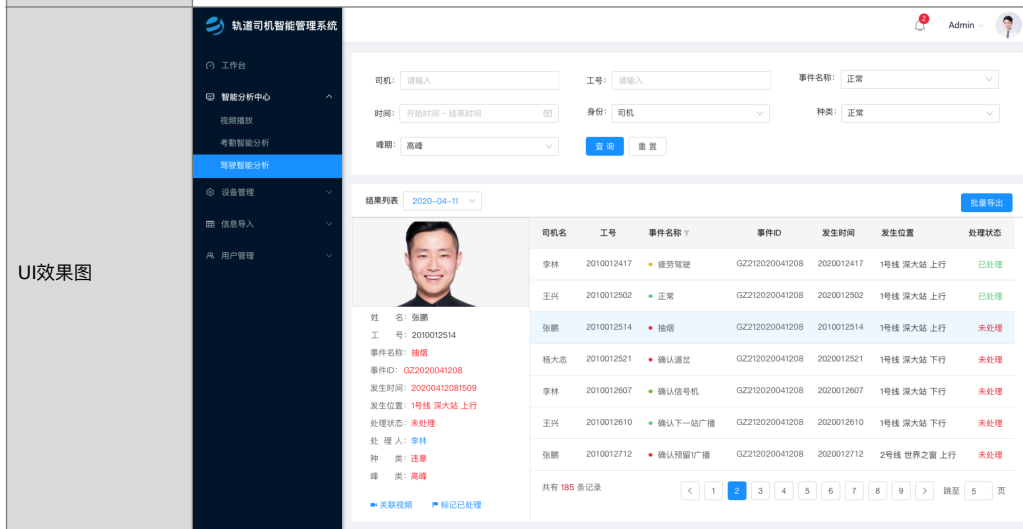 UI效果图
轨道司机智能管理系统
2
Admin
工作台
智能分析中心
视频播放
考勤智能分析
驾驶智能分析
设备管理
信息导入
用户管理
司机: 请输入 工号: 请输入 事件名称: 正常
时间: 开始时间 – 结束时间 身份: 司机 种类: 正常
峰期: 高峰 查 询 重 置
结果列表 2020-04-11 批量导出
姓 名: 张鹏
工 号: 2010012514
事件名称: 抽烟
事件ID: GZ2020041208
发生时间: 20200412081509
发生位置: 1号线 深大站 上行
处理状态: 未处理
处 理 人: 李林
种 类: 违章
峰 类: 高峰
关联视频 标记已处理
司机名 工号 事件名称 事件ID 发生时间 发生位置 处理状态
李林 2010012417 疲劳驾驶 GZ212020041208 2020012417 1号线 深大站 上行 已处理
王兴 2010012502 正常 GZ212020041208 2020012502 1号线 深大站 上行 已处理
张鹏 2010012514 抽烟 GZ212020041208 2010012514 1号线 深大站 上行 未处理
杨大志 2010012521 确认道岔 GZ212020041208 2020012521 1号线 深大站 下行 未处理
李林 2010012607 确认信号机 GZ212020041208 2020012607 1号线 深大站 下行 未处理
王兴 2010012610 确认下一站广播 GZ212020041208 2020012610 1号线 深大站 下行 未处理
张鹏 2010012712 确认预留1广播 GZ212020041208 2020012712 2号线 世界之窗 上行 未处理
共有 185 条记录 < 1 2 3 4 5 6 7 8 9 > 跳至 5 页